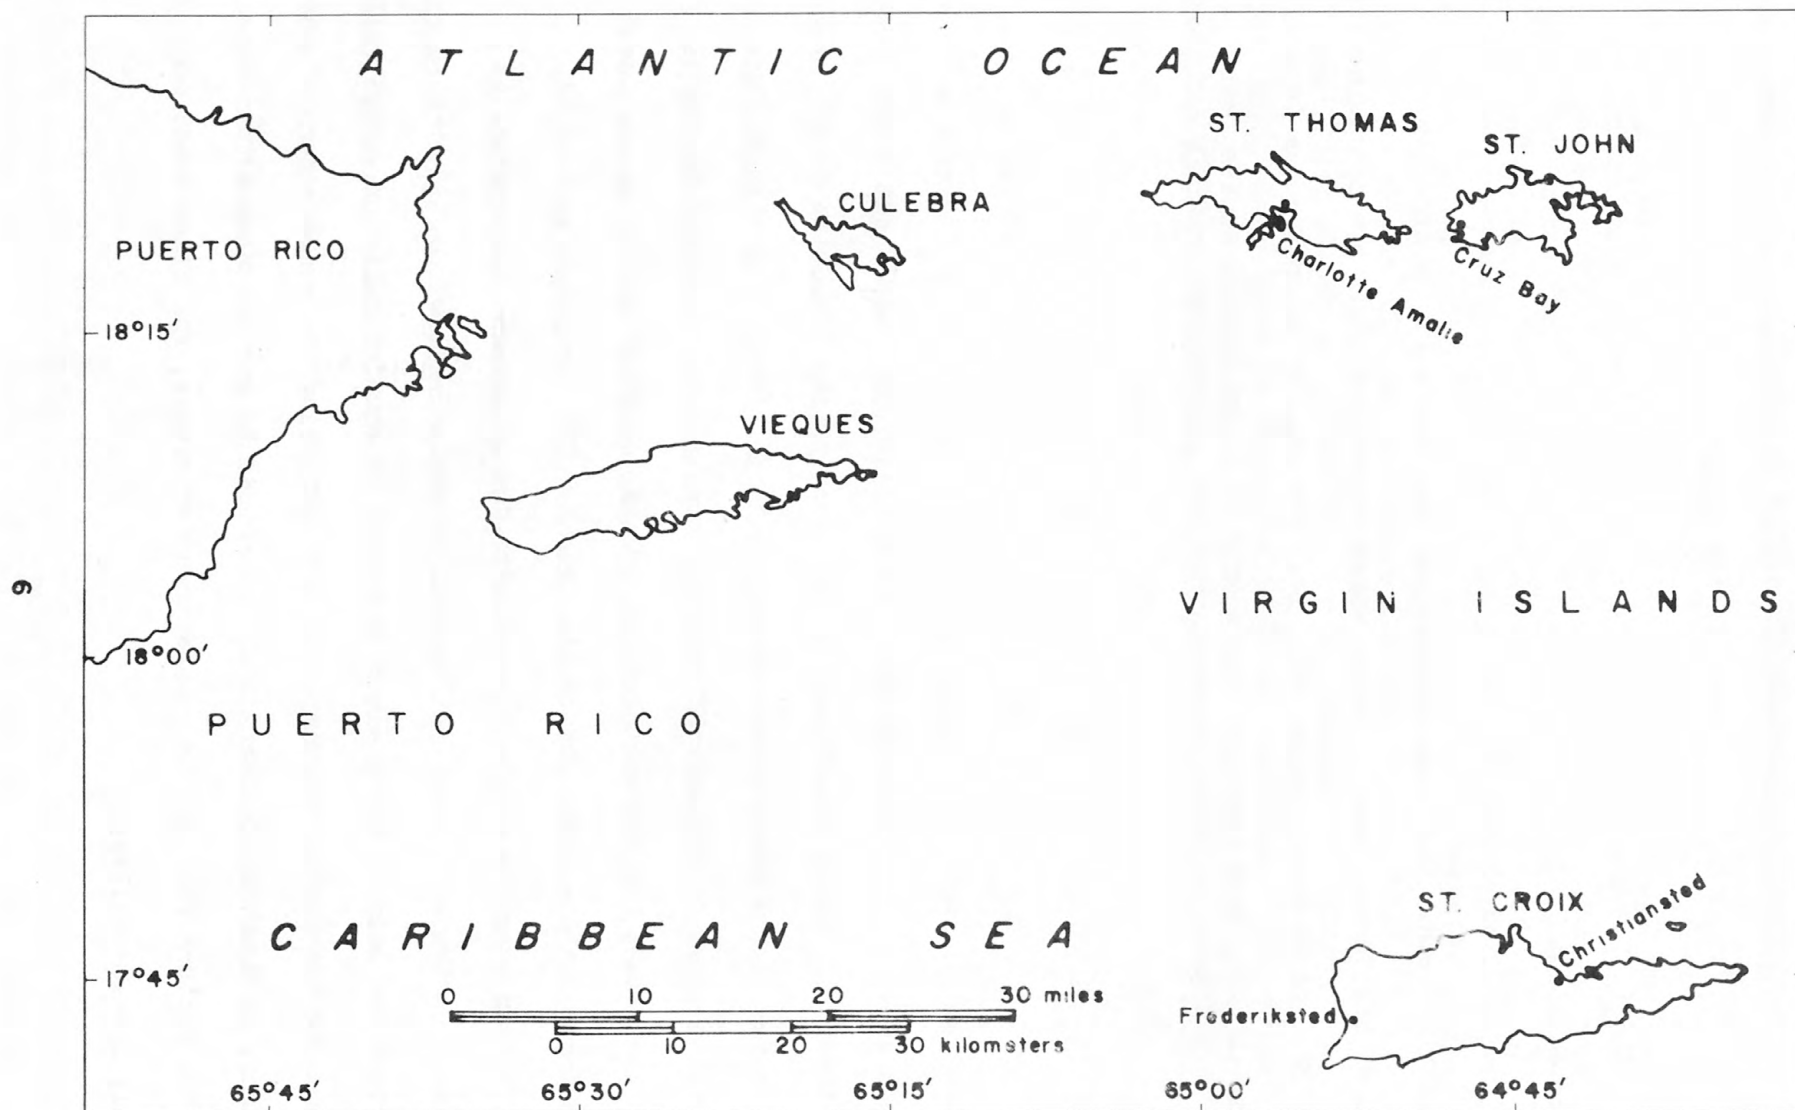 ATLANTIC OCEAN
ST. THOMAS
ST. JOHN
CULEBRA
PUERTO RICO
Charlotte Amalie
Cruz Bay
18°15′
VIEQUES
6
VIRGIN ISLANDS
18°00′
PUERTO RICO
ST. CROIX
Christiansted
CARIBBEAN SEA
17°45′
0 10 20 30 miles
Frederiksted
0 10 20 30 kilometers
65°45′ 65°30′ 65°15′ 65°00′ 64°45′